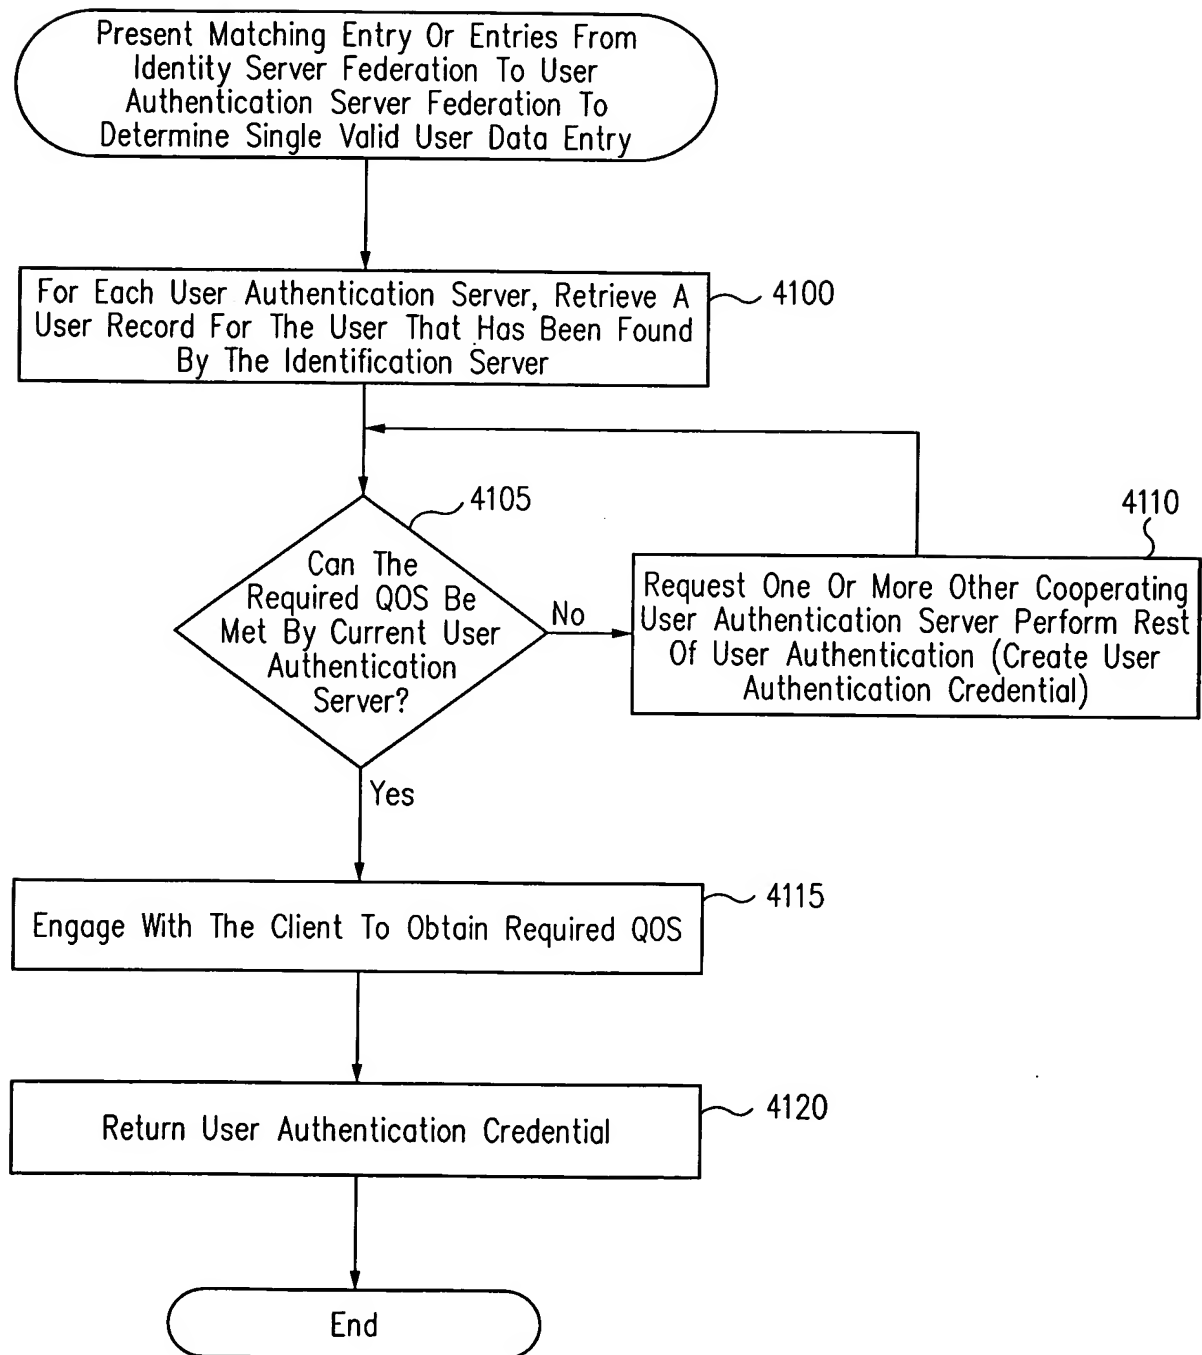 Present Matching Entry Or Entries From
Identity Server Federation To User
Authentication Server Federation To
Determine Single Valid User Data Entry
For Each User Authentication Server, Retrieve A
User Record For The User That Has Been Found
By The Identification Server
4100
4105
Can The
Required QOS Be
Met By Current User
Authentication
Server?
No
4110
Request One Or More Other Cooperating
User Authentication Server Perform Rest
Of User Authentication (Create User
Authentication Credential)
Yes
Engage With The Client To Obtain Required QOS
4115
Return User Authentication Credential
4120
End